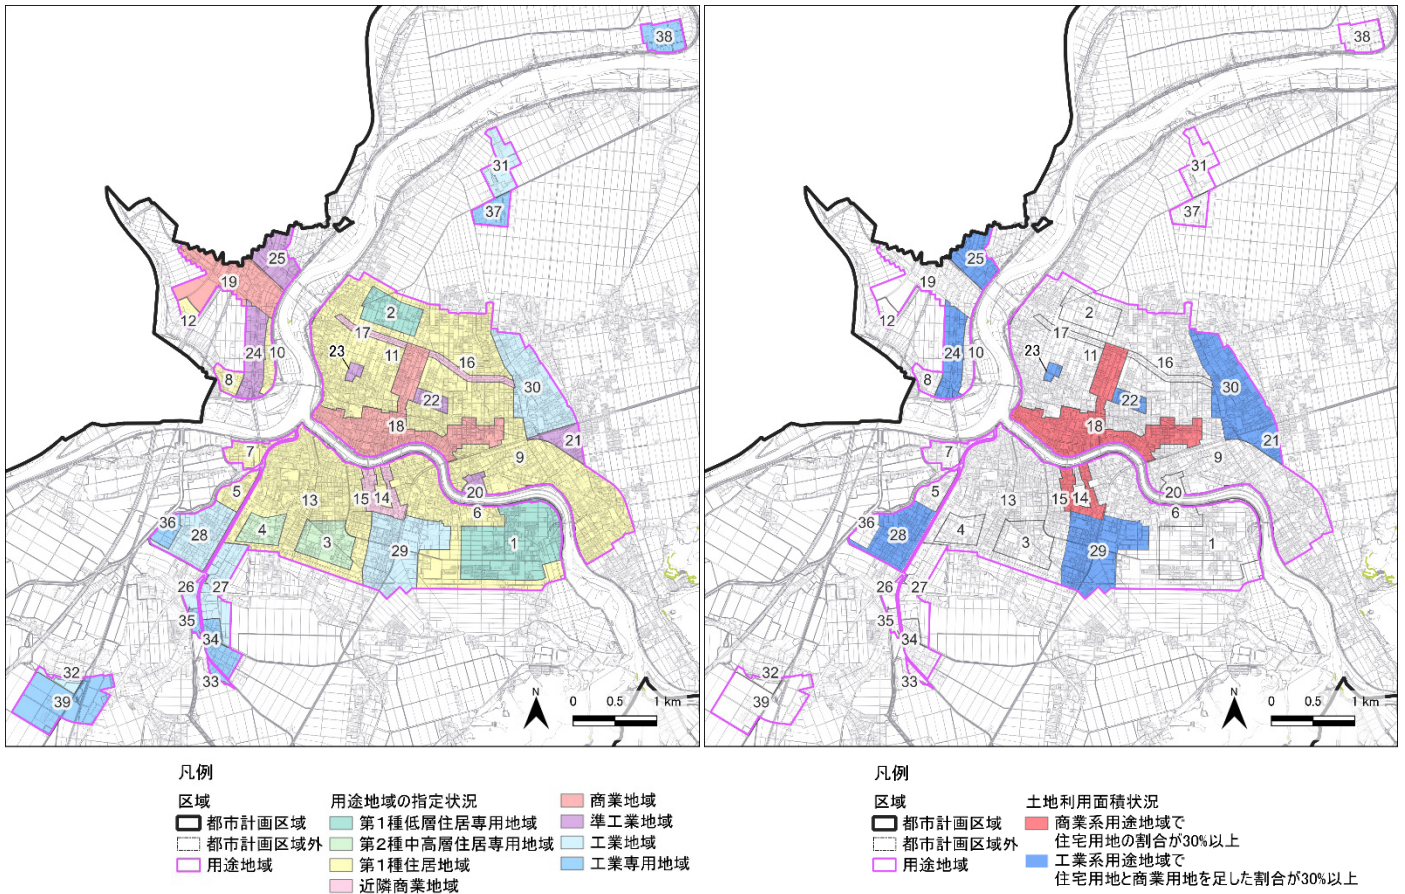 38
31
37
25
19
12
2
17
10
16
23
11
24
8
30
22
18
21
7
9
5
20
13
15
14
6
36
4
28
3
29
1
26
27
35
34
32
33
39
N
0 0.5 1 km
38
31
37
25
19
12
2
17
10
16
23
11
24
8
30
22
18
21
7
9
5
20
13
15
14
6
36
4
28
3
29
1
26
27
35
34
32
33
39
N
0 0.5 1 km
凡例
区域
都市計画区域
都市計画区域外
用途地域
用途地域の指定状況
第1種低層住居専用地域
第2種中高層住居専用地域
第1種住居地域
近隣商業地域
商業地域
準工業地域
工業地域
工業専用地域
凡例
区域
都市計画区域
都市計画区域外
用途地域
土地利用面積状況
商業系用途地域で
住宅用地の割合が30%以上
工業系用途地域で
住宅用地と商業用地を足した割合が30%以上